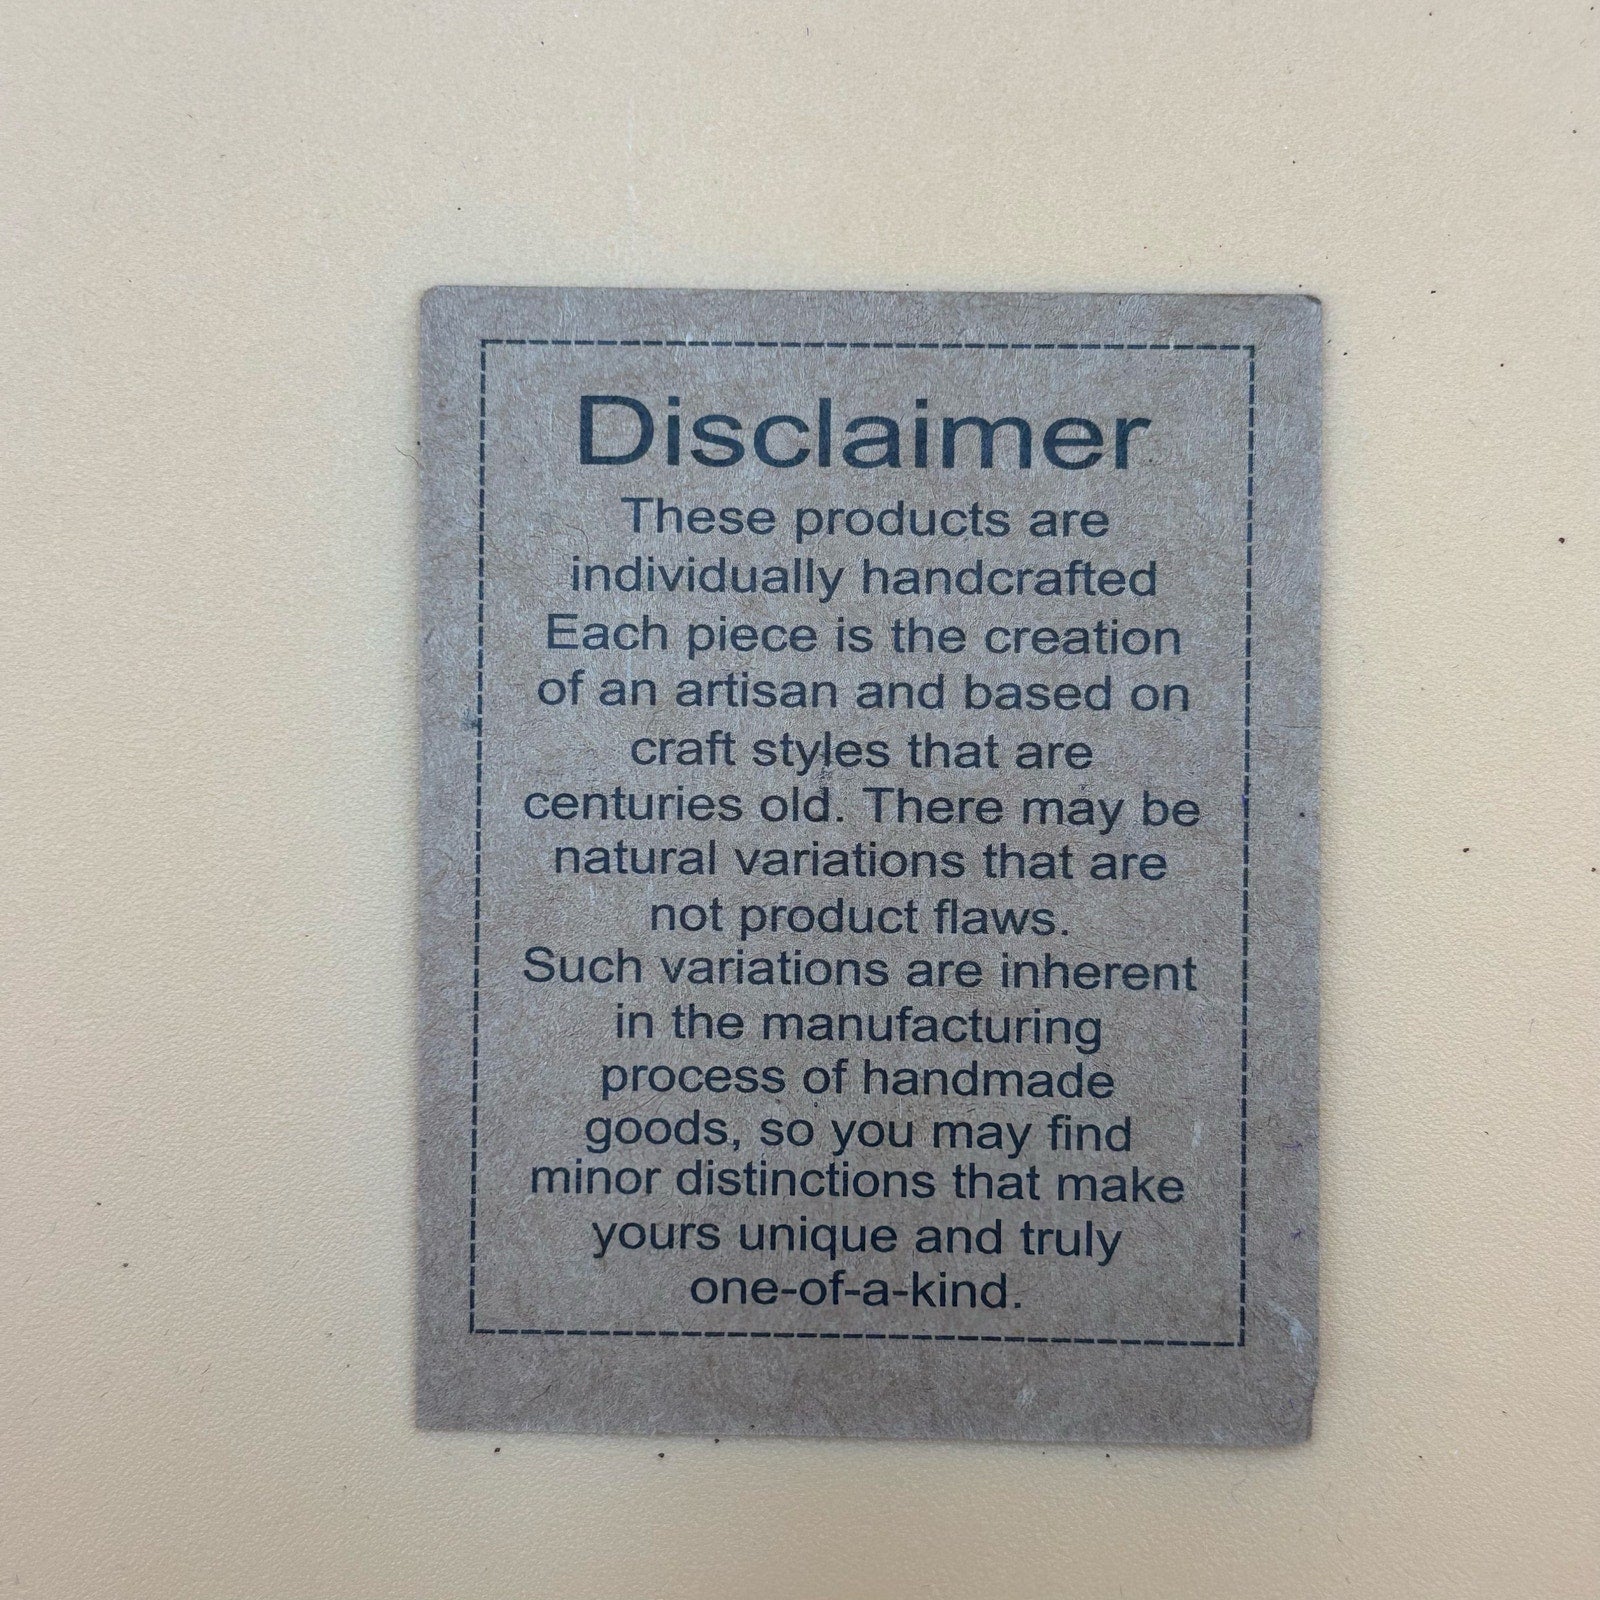 Disclaimer
These products are
individually handcrafted
Each piece is the creation
of an artisan and based on
craft styles that are
centuries old. There may be
natural variations that are
not product flaws.
Such variations are inherent
in the manufacturing
process of handmade
goods, so you may find
minor distinctions that make
yours unique and truly
one-of-a-kind.